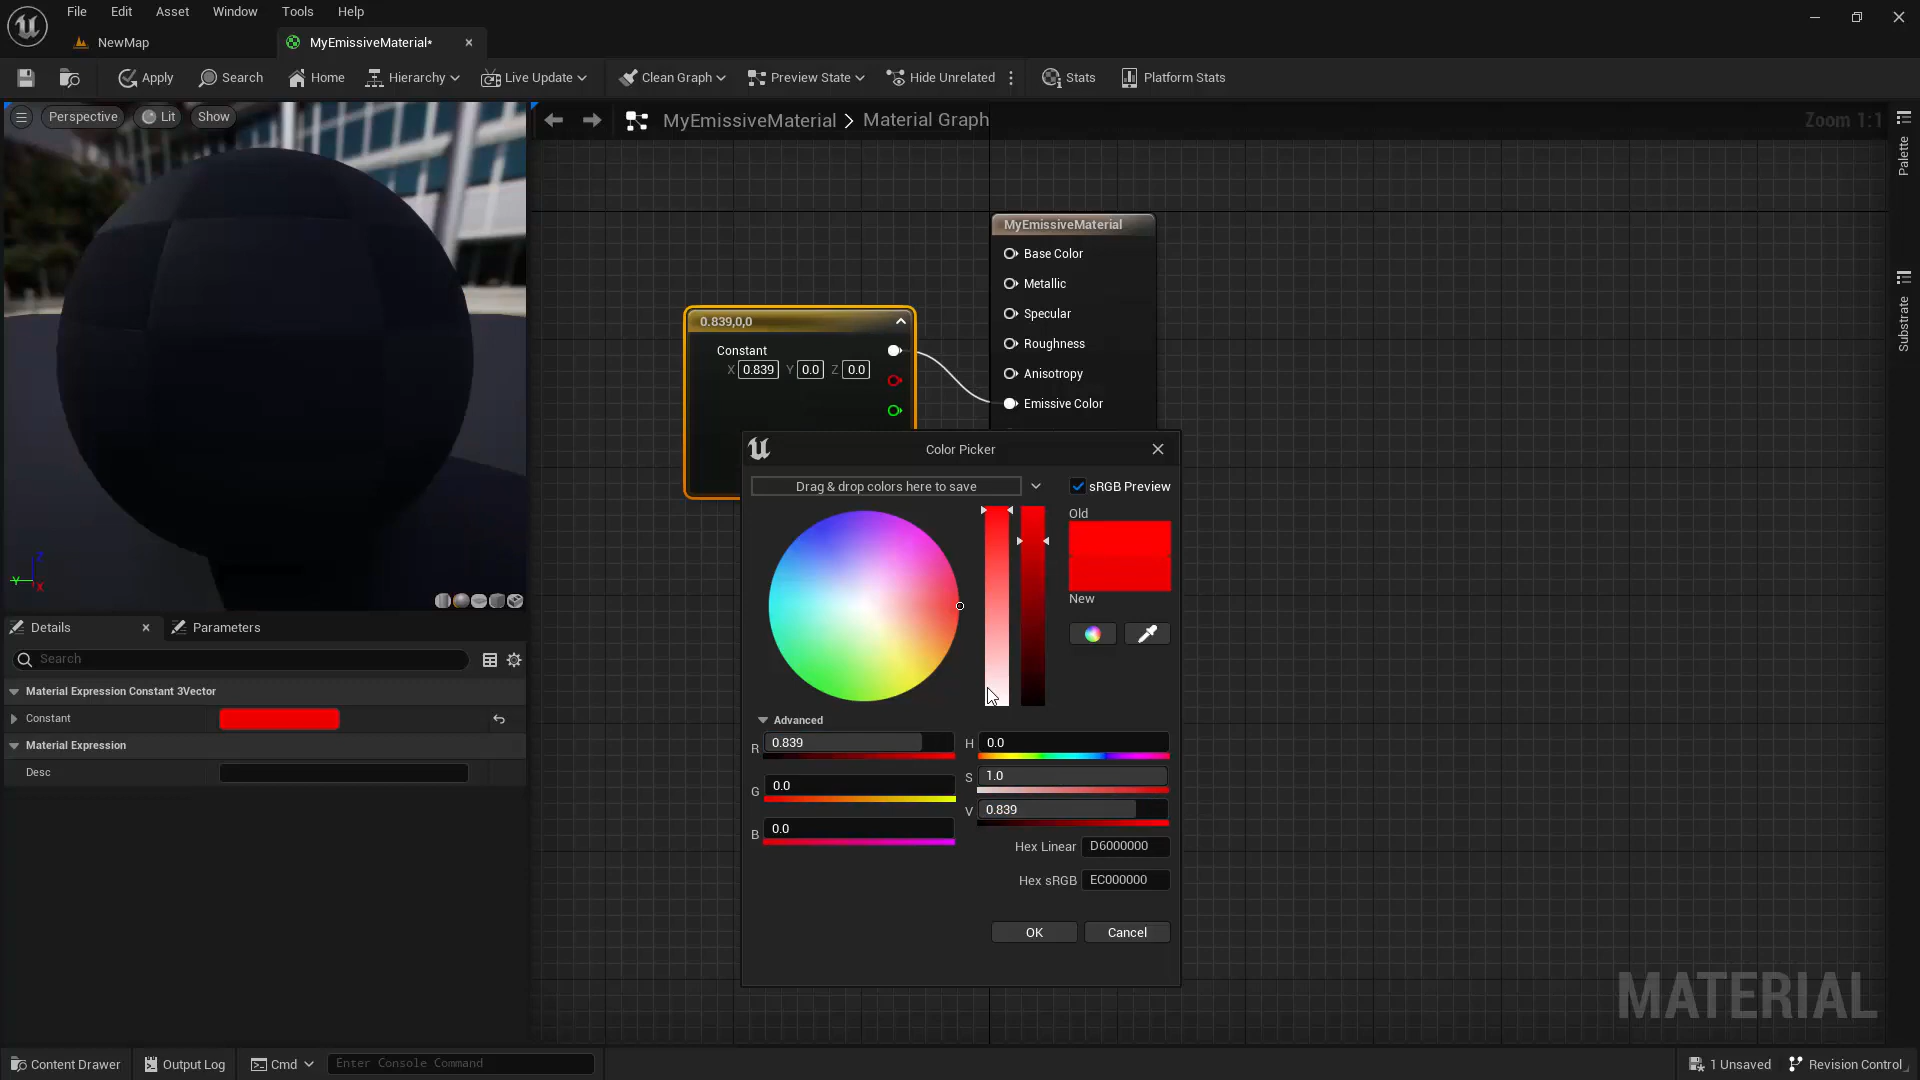 File Edit Asset Window Tools Help
NewMap
MyEmissiveMaterial*
Apply Search Home Hierarchy Live Update Clean Graph Preview State Hide Unrelated Stats Platform Stats
Perspective Lit Show
MyEmissiveMaterial > Material Graph
Zoom 1:1
Palette
Substrate
MyEmissiveMaterial
Base Color
Metallic
Specular
Roughness
Anisotropy
Emissive Color
0.839,0,0
Constant
X 0.839 Y 0.0 Z 0.0
Color Picker
Drag & drop colors here to save
sRGB Preview
Old
New
Advanced
R 0.839
G 0.0
B 0.0
H 0.0
S 1.0
V 0.839
Hex Linear D6000000
Hex sRGB EC000000
OK Cancel
Z
Y
X
Details
Parameters
Search
Material Expression Constant 3Vector
Constant
Material Expression
Desc
MATERIAL
Content Drawer Output Log Cmd Enter Console Command
1 Unsaved Revision Control